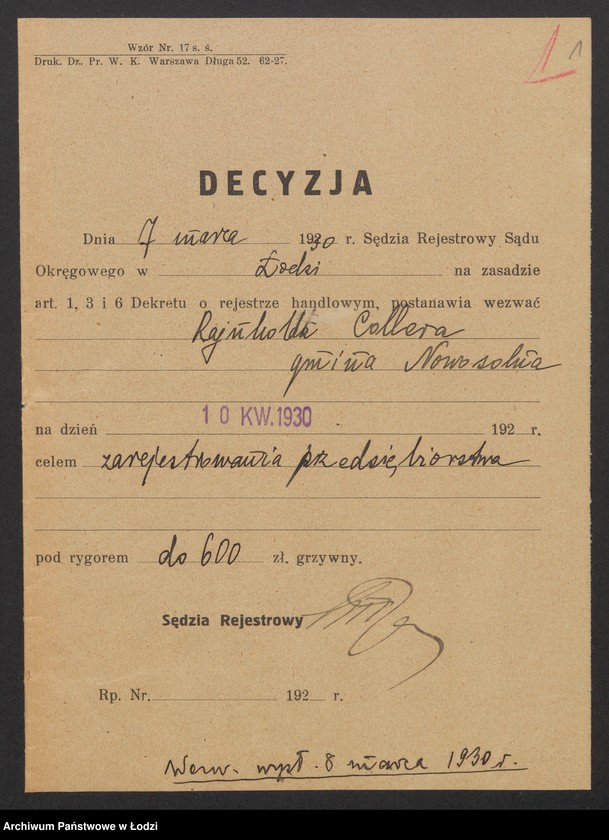 Wzór Nr. 17 s. ś.
Druk. Dz. Pr. W. K. Warszawa Długa 52. 62-27.
1 1
DECYZJA
Dnia 7 marca 1930 r. Sędzia Rejestrowy Sądu
Okręgowego w Łodzi na zasadzie
art. 1, 3 i 6 Dekretu o rejestrze handlowym, postanawia wezwać
Rajnholda Collera
gmina Nowosolna
na dzień 10 KW. 1930 192 r.
celem zarejestrowania przedsiębiorstwa
pod rygorem do 600 zł. grzywny.
Sędzia Rejestrowy
Rp. Nr. 192 r.
Wezw. wysł. 8 marca 1930 r.
Archiwum Państwowe w Łodzi